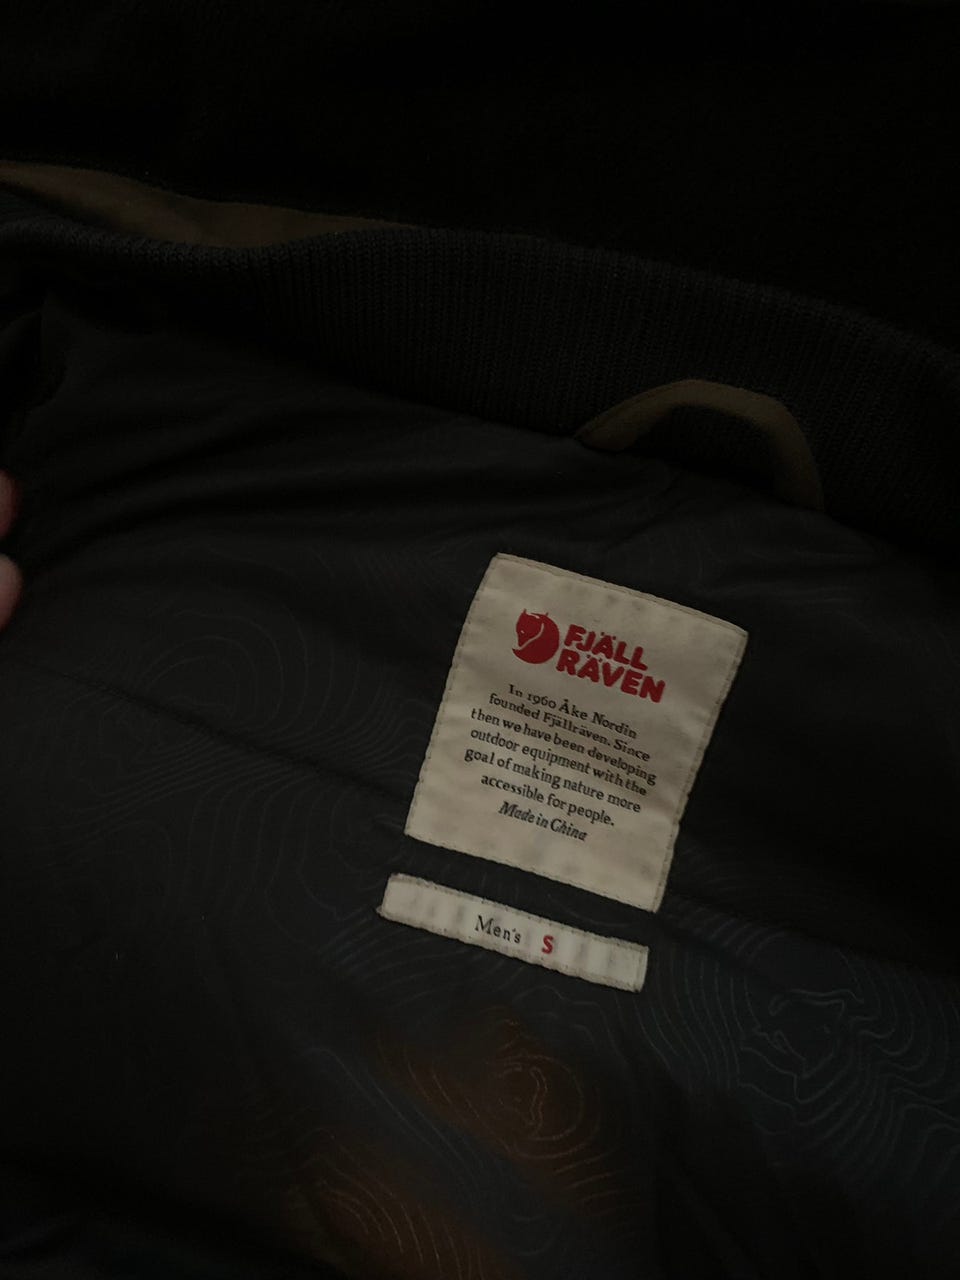 FJÄLL
RÄVEN
In 1960 Åke Nordin
founded Fjällräven. Since
then we have been developing
outdoor equipment with the
goal of making nature more
accessible for people.
Made in China
Men's S